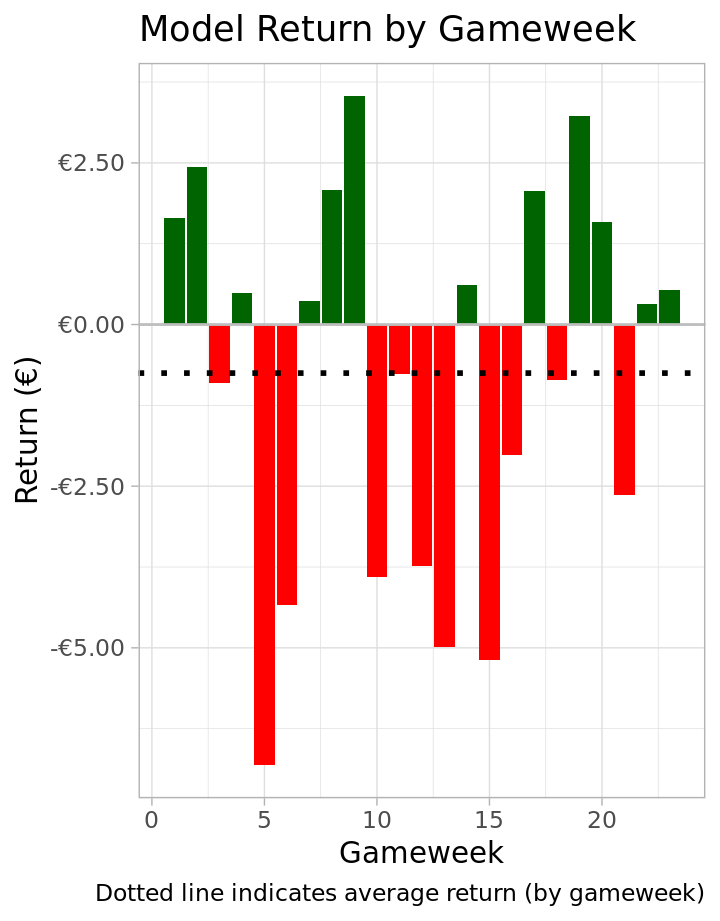 Model Return by Gameweek
€2.50
€0.00
-€2.50
-€5.00
Return (€)
0 5 10 15 20
Gameweek
Dotted line indicates average return (by gameweek)